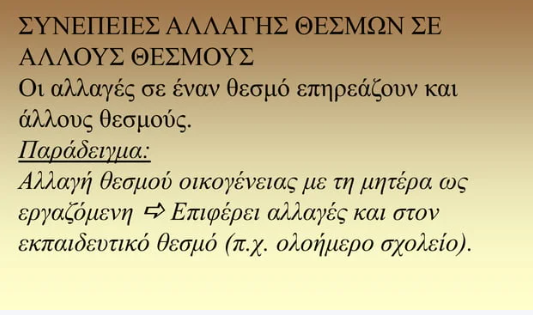 ΣΥΝΕΠΕΙΕΣ ΑΛΛΑΓΗΣ ΘΕΣΜΩΝ ΣΕ
ΑΛΛΟΥΣ ΘΕΣΜΟΥΣ
Οι αλλαγές σε έναν θεσμό επηρεάζουν και
άλλους θεσμούς.
Παράδειγμα:
Αλλαγή θεσμού οικογένειας με τη μητέρα ως
εργαζόμενη ⇨ Επιφέρει αλλαγές και στον
εκπαιδευτικό θεσμό (π.χ. ολοήμερο σχολείο).